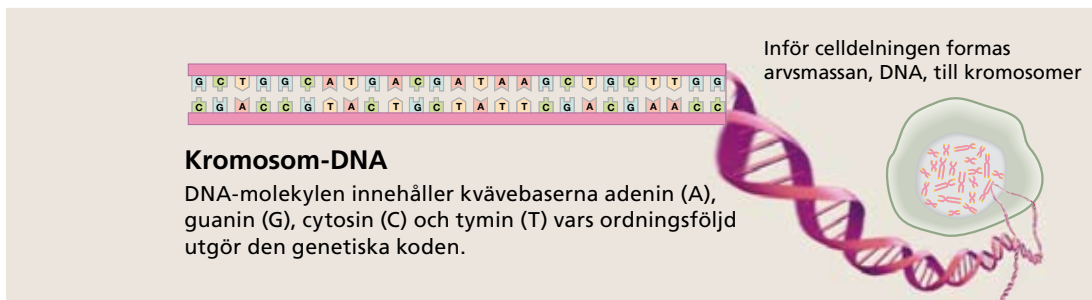 Inför celldelningen formas
arvsmassan, DNA, till kromosomer
G C T G G C A T G A C G A T A A G C T G C T T G G
C G A C C G T A C T G C T A T T C G A C G A A C C
Kromosom-DNA
DNA-molekylen innehåller kvävebaserna adenin (A),
guanin (G), cytosin (C) och tymin (T) vars ordningsföljd
utgör den genetiska koden.